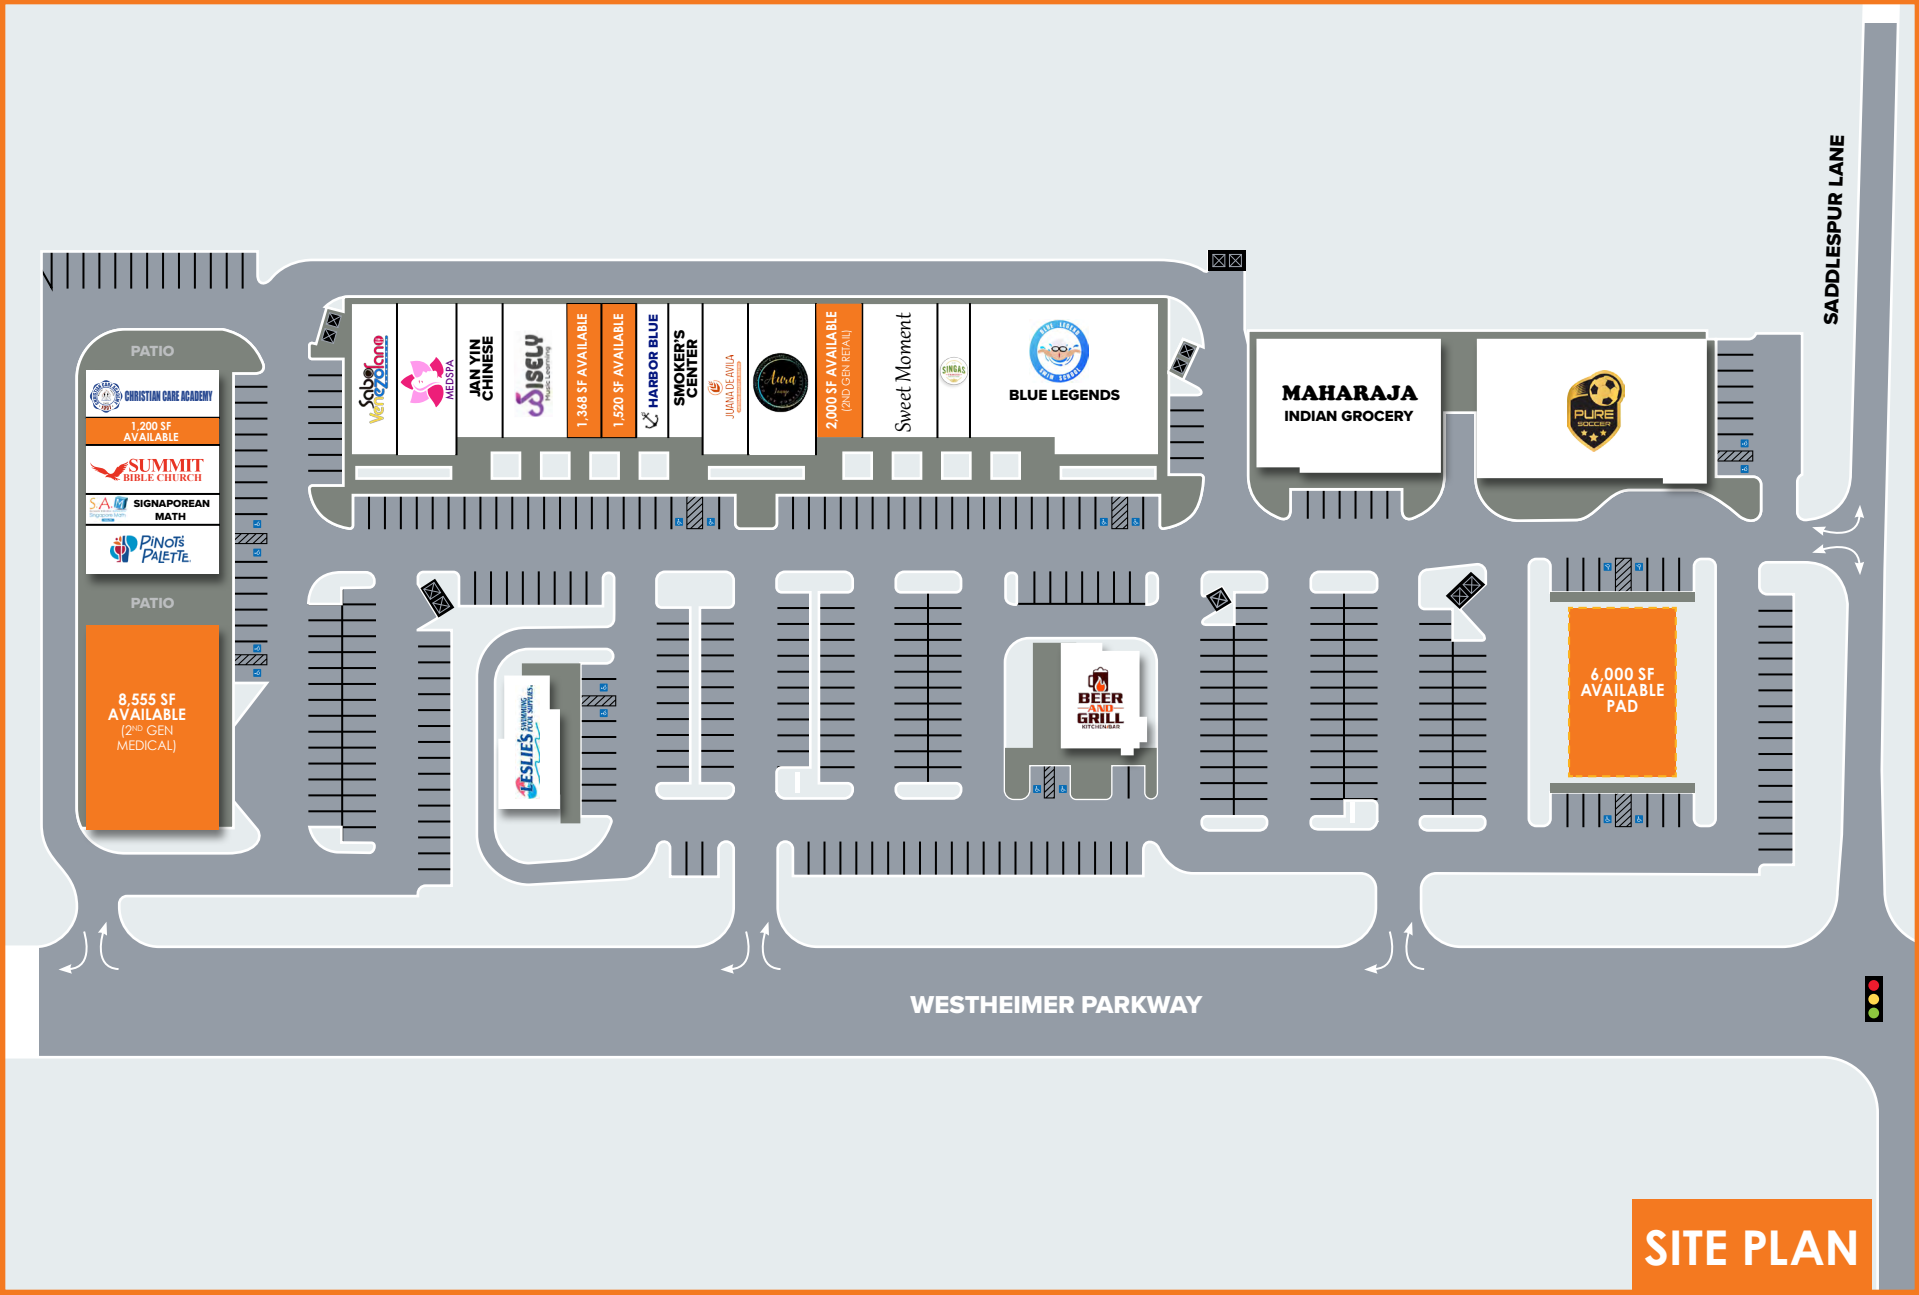 SADDLESPUR LANE
PATIO
CHRISTIAN CARE ACADEMY
1,200 SF
AVAILABLE
SUMMIT
BIBLE CHURCH
SIGNAPOREAN
MATH
PINOT'S
PALETTE
PATIO
8,555 SF
AVAILABLE
(2ND GEN
MEDICAL)
Sabor
Venezolano
MEDSPA
JAN YIN
CHINESE
WISELY
Music Learning
1,368 SF AVAILABLE
1,520 SF AVAILABLE
HARBOR BLUE
SMOKER'S
CENTER
JUANA DE AVILA
Aura
Lounge
2,000 SF AVAILABLE
(2ND GEN RETAIL)
Sweet Moment
SINGAS
BLUE LEGEND
SWIM SCHOOL
BLUE LEGENDS
MAHARAJA
INDIAN GROCERY
PURE
SOCCER
LESLIE'S
SWIMMING
POOL SUPPLIES.
BEER
AND
GRILL
KITCHEN/BAR
6,000 SF
AVAILABLE
PAD
WESTHEIMER PARKWAY
SITE PLAN